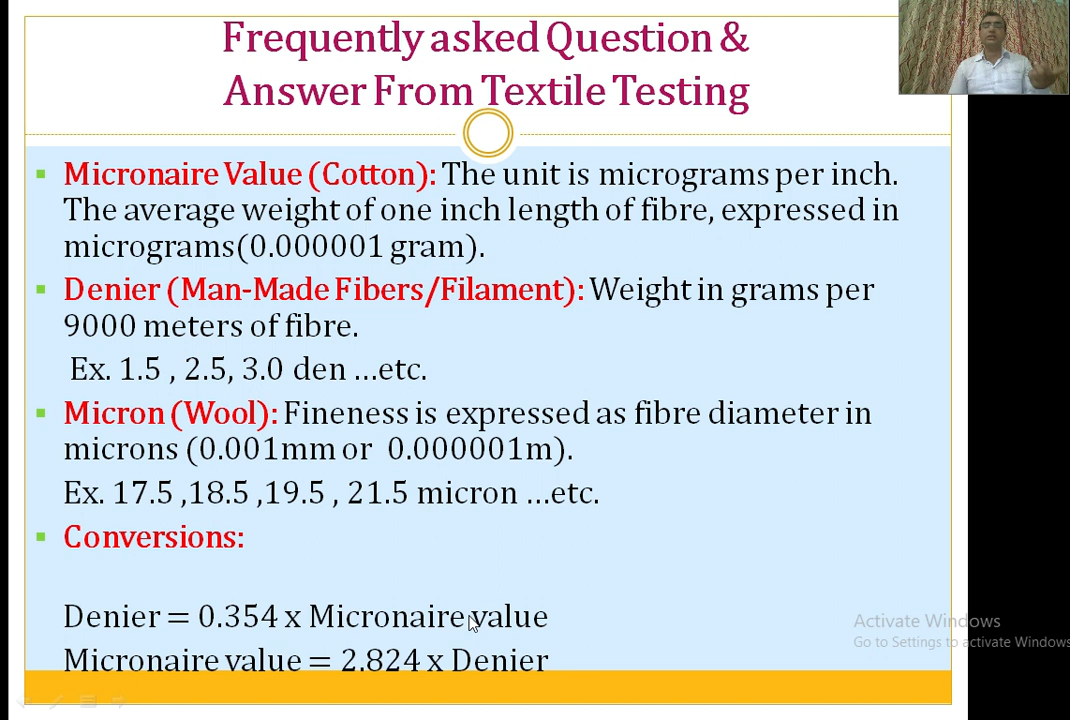 Frequently asked Question &
Answer From Textile Testing
Micronaire Value (Cotton): The unit is micrograms per inch.
The average weight of one inch length of fibre, expressed in
micrograms(0.000001 gram).
Denier (Man-Made Fibers/Filament): Weight in grams per
9000 meters of fibre.
Ex. 1.5 , 2.5, 3.0 den ...etc.
Micron (Wool): Fineness is expressed as fibre diameter in
microns (0.001mm or 0.000001m).
Ex. 17.5 ,18.5 ,19.5 , 21.5 micron ...etc.
Conversions:
Denier = 0.354 x Micronaire value
Micronaire value = 2.824 x Denier
Activate Windows
Go to Settings to activate Windows